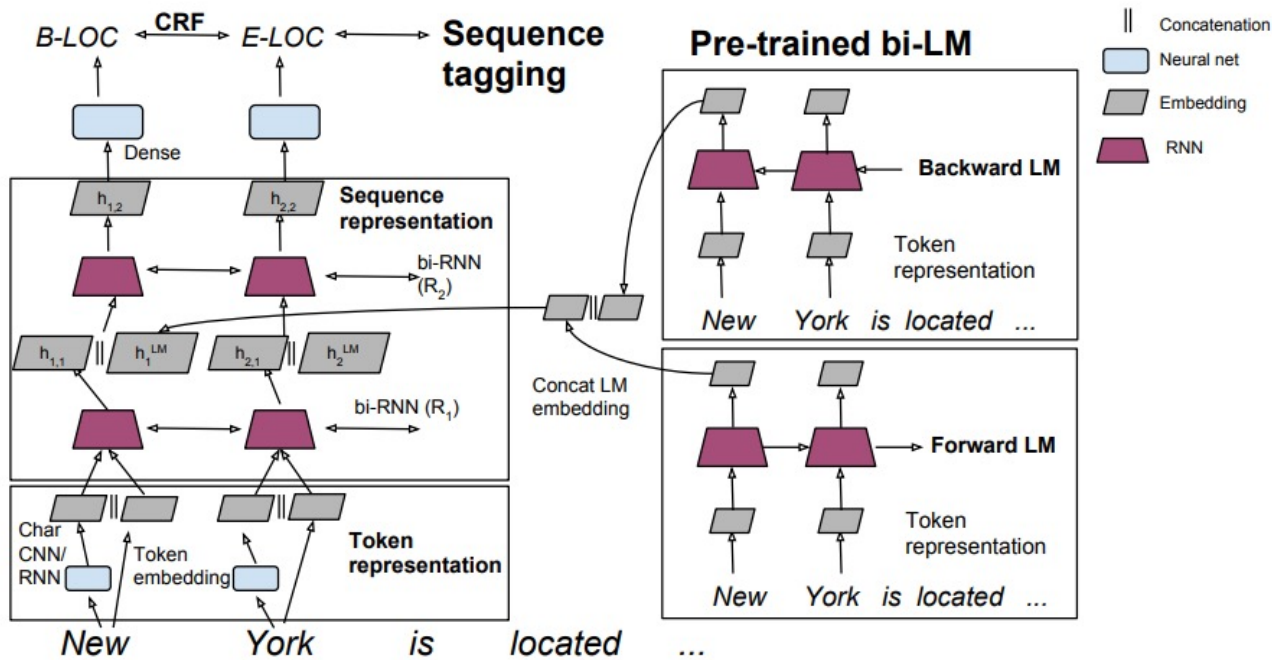 B-LOC
CRF
E-LOC
Sequence
tagging
Dense
h1,2
h2,2
Sequence
representation
bi-RNN
(R2)
h1,1
||
h1LM
h2,1
||
h2LM
bi-RNN (R1)
||
||
Char
CNN/
RNN
Token
embedding
Token
representation
New York is located ...
||
Concat LM
embedding
Pre-trained bi-LM
Backward LM
Token
representation
New York is located ...
Forward LM
Token
representation
New York is located ...
|| Concatenation
Neural net
Embedding
RNN